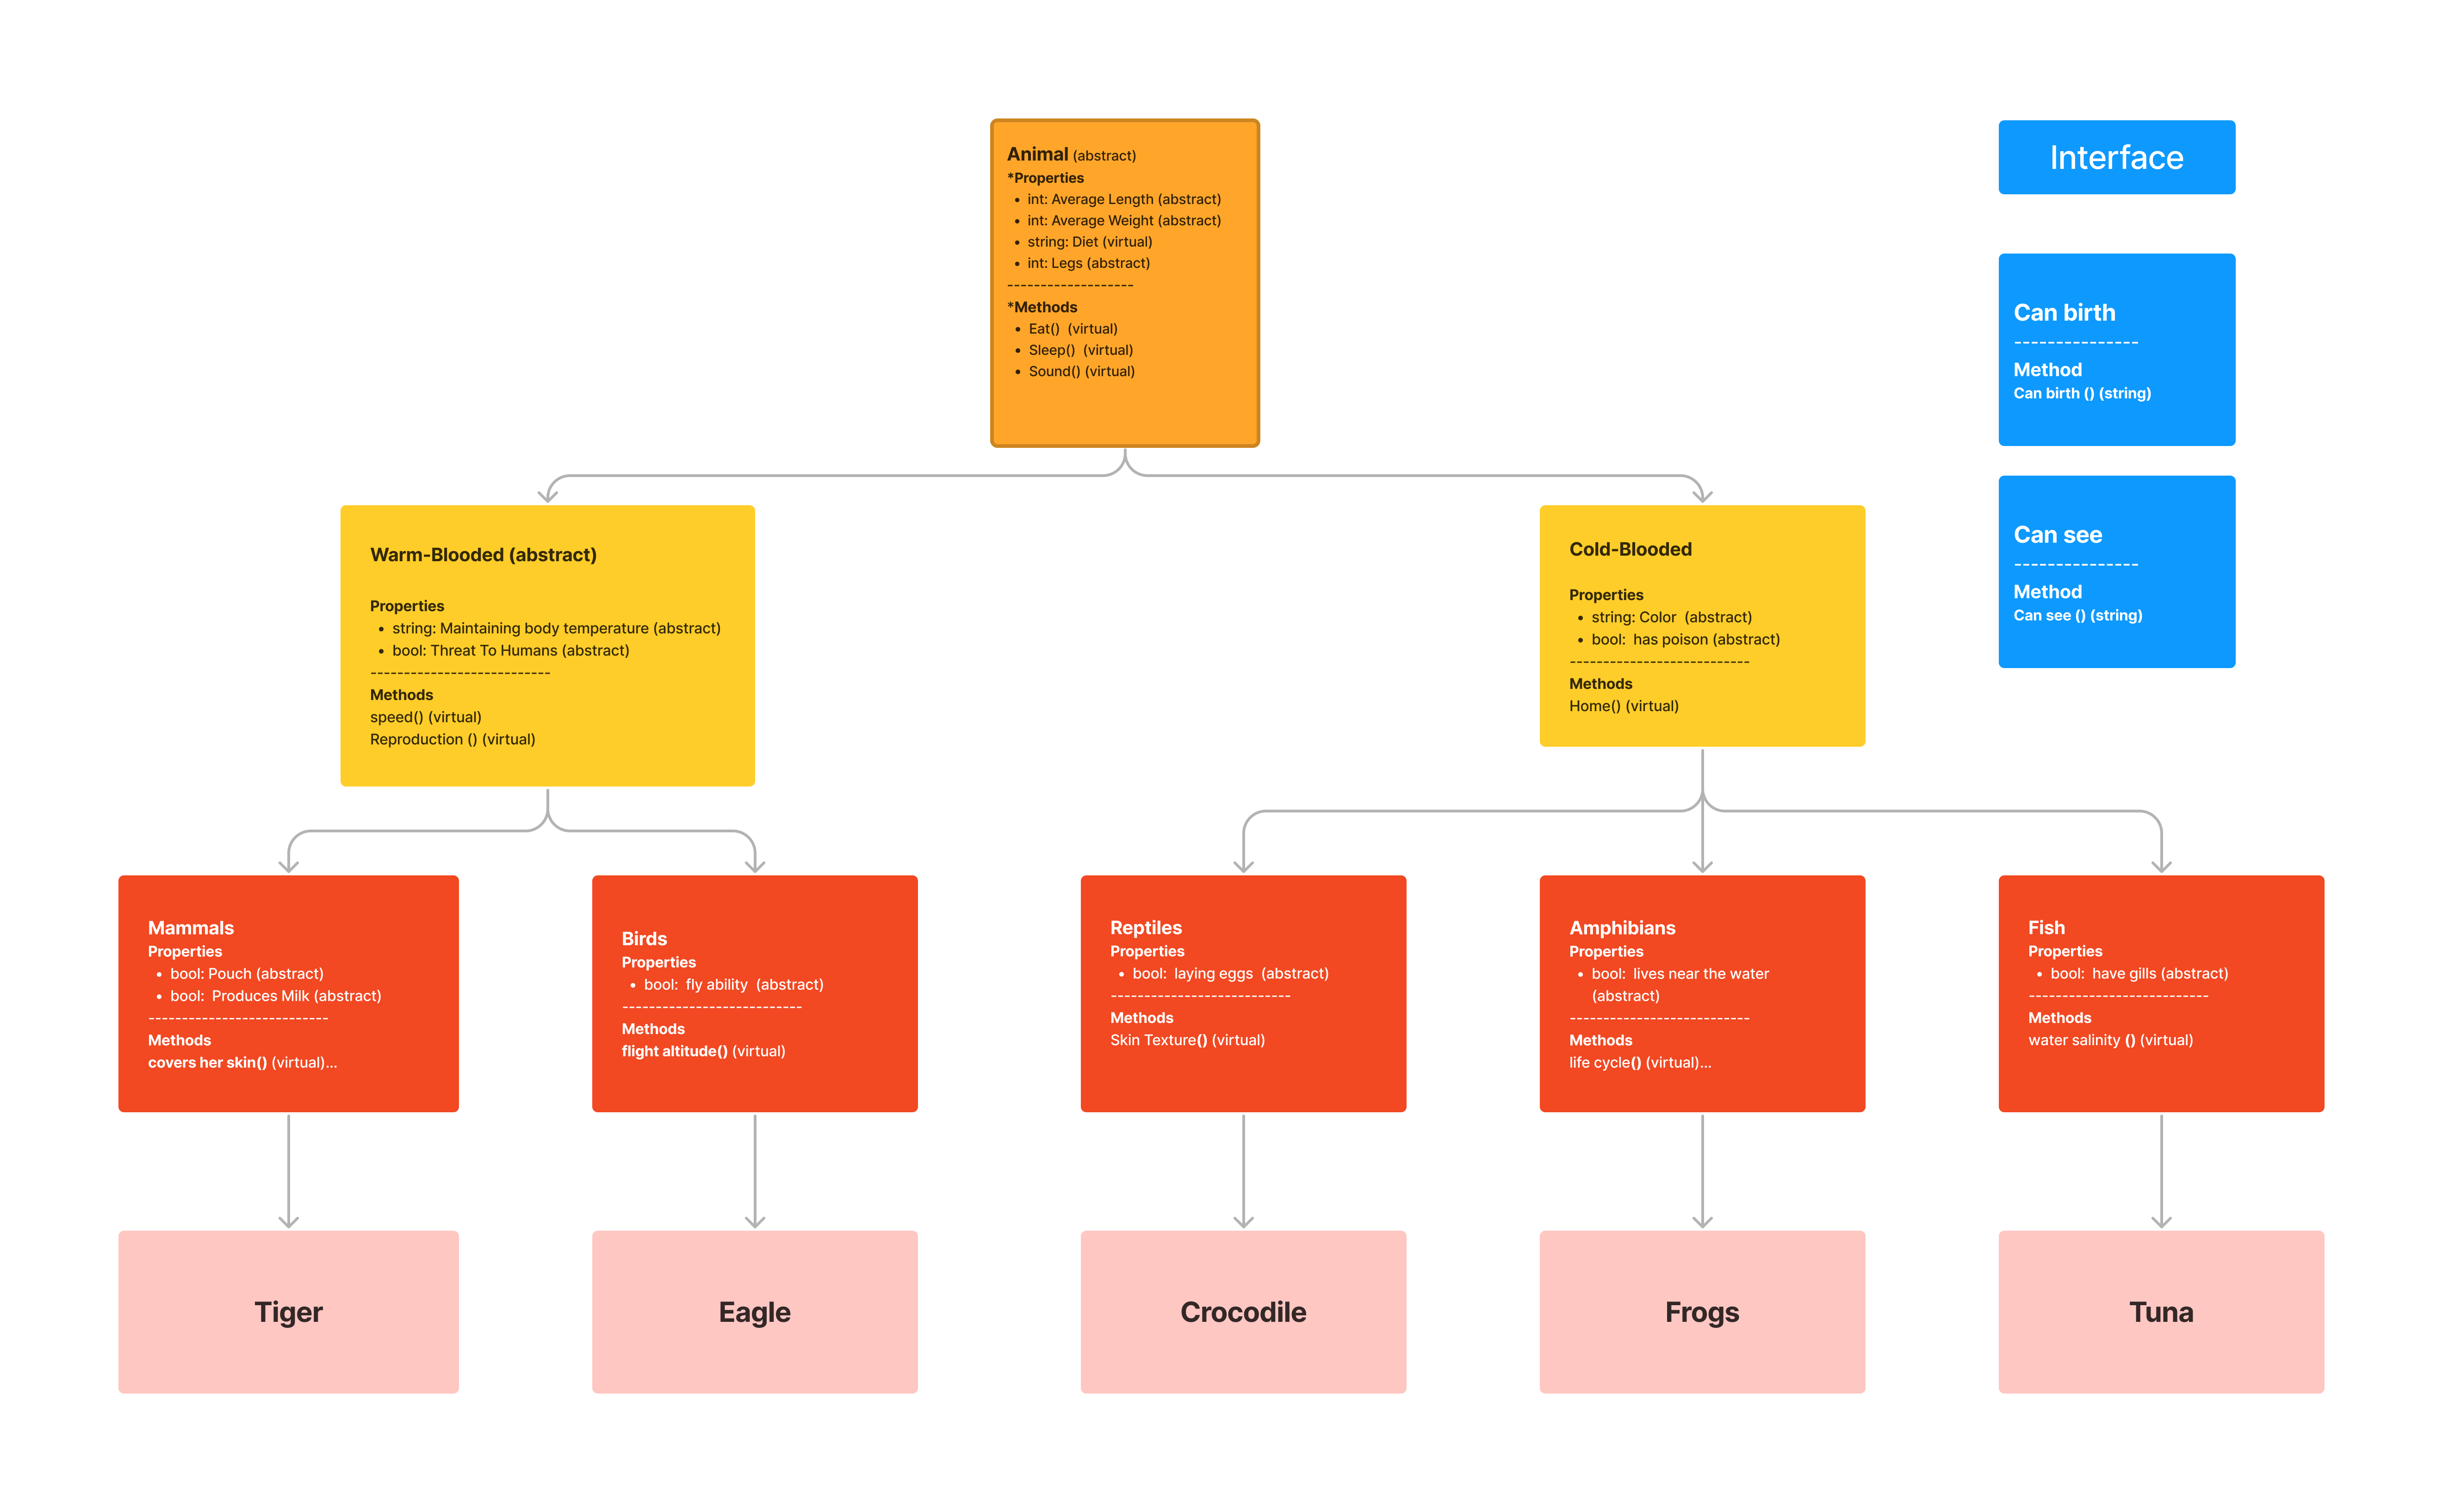 Animal (abstract)
*Properties
• int: Average Length (abstract)
• int: Average Weight (abstract)
• string: Diet (virtual)
• int: Legs (abstract)
-------------------
*Methods
• Eat()  (virtual)
• Sleep()  (virtual)
• Sound() (virtual)
Interface
Can birth
---------------
Method
Can birth () (string)
Can see
---------------
Method
Can see () (string)
Warm-Blooded (abstract)
Properties
• string: Maintaining body temperature (abstract)
• bool: Threat To Humans (abstract)
---------------------------
Methods
speed() (virtual)
Reproduction () (virtual)
Cold-Blooded
Properties
• string: Color  (abstract)
• bool:  has poison (abstract)
---------------------------
Methods
Home() (virtual)
Mammals
Properties
• bool: Pouch (abstract)
• bool:  Produces Milk (abstract)
---------------------------
Methods
covers her skin() (virtual)...
Birds
Properties
• bool:  fly ability  (abstract)
---------------------------
Methods
flight altitude() (virtual)
Reptiles
Properties
• bool:  laying eggs  (abstract)
---------------------------
Methods
Skin Texture() (virtual)
Amphibians
Properties
• bool:  lives near the water
(abstract)
---------------------------
Methods
life cycle() (virtual)...
Fish
Properties
• bool:  have gills (abstract)
---------------------------
Methods
water salinity () (virtual)
Tiger
Eagle
Crocodile
Frogs
Tuna